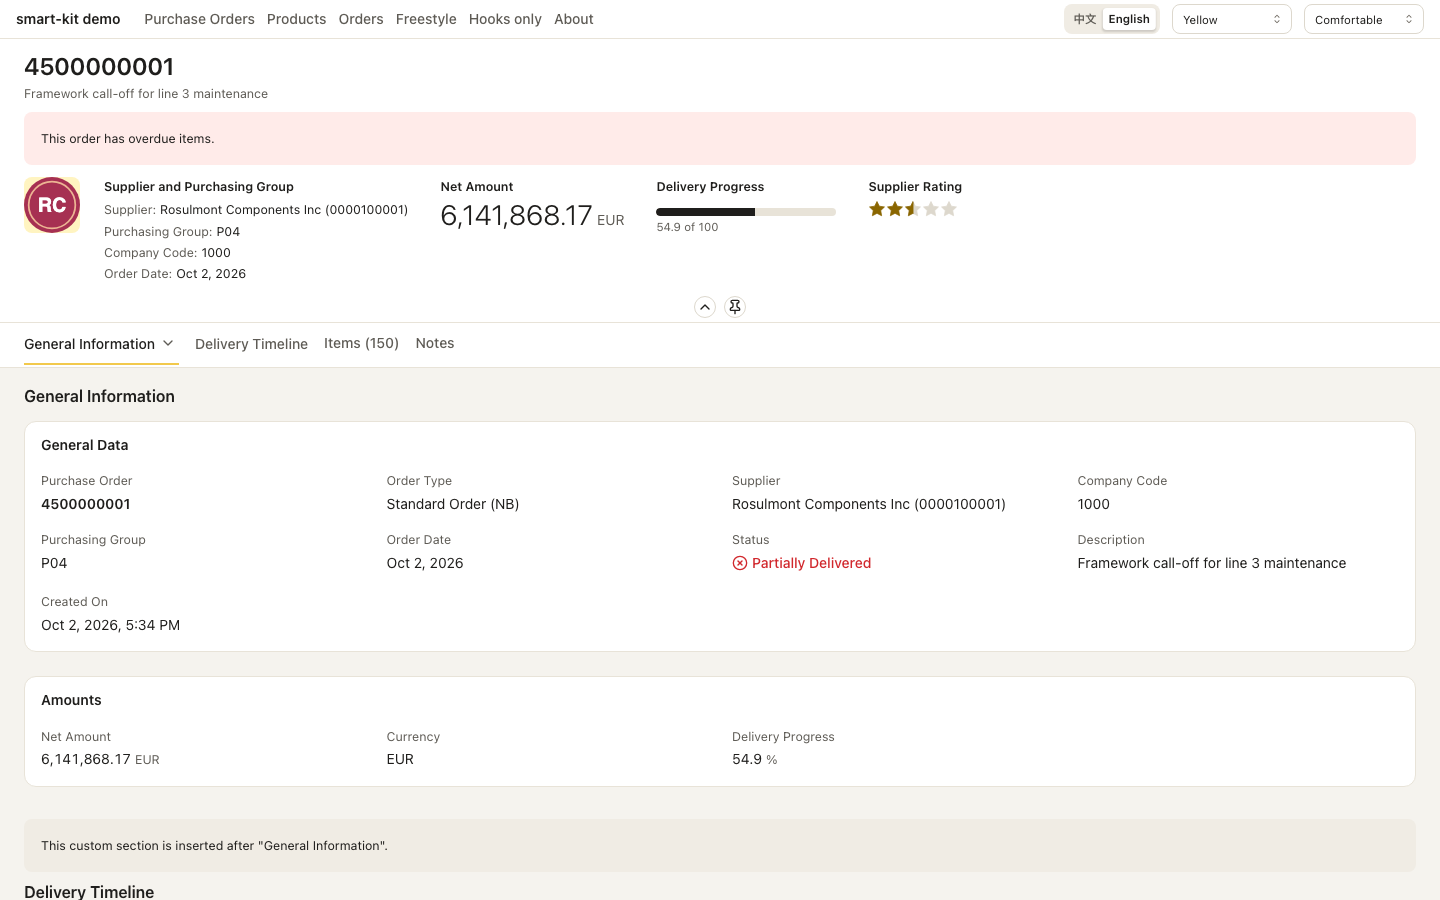 smart-kit demo Purchase Orders Products Orders Freestyle Hooks only About 中文 English Yellow Comfortable
4500000001
Framework call-off for line 3 maintenance
This order has overdue items.
RC
Supplier and Purchasing Group
Supplier: Rosulmont Components Inc (0000100001)
Purchasing Group: P04
Company Code: 1000
Order Date: Oct 2, 2026
Net Amount
6,141,868.17 EUR
Delivery Progress
54.9 of 100
Supplier Rating
General Information Delivery Timeline Items (150) Notes
General Information
General Data
Purchase Order Order Type Supplier Company Code
4500000001 Standard Order (NB) Rosulmont Components Inc (0000100001) 1000
Purchasing Group Order Date Status Description
P04 Oct 2, 2026 Partially Delivered Framework call-off for line 3 maintenance
Created On
Oct 2, 2026, 5:34 PM
Amounts
Net Amount Currency Delivery Progress
6,141,868.17 EUR EUR 54.9 %
This custom section is inserted after "General Information".
Delivery Timeline